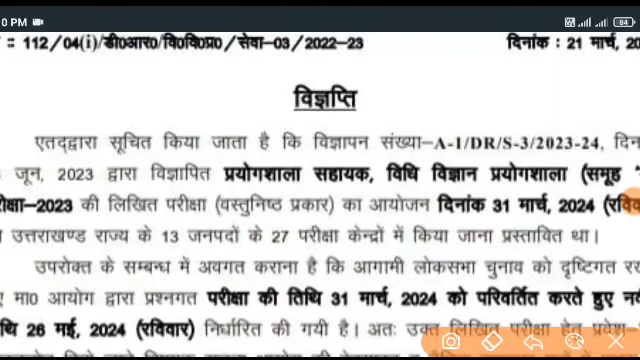 0 PM 84
112/04(i)/डी0आर0/वि0विप्र0/सेवा-03/2022-23 दिनांक : 21 मार्च, 20
विज्ञप्ति
एतद्द्वारा सूचित किया जाता है कि विज्ञापन संख्या-A-1/DR/S-3/2023-24,
जून, 2023 द्वारा विज्ञापित प्रयोगशाला सहायक, विधि विज्ञान प्रयोगशाला (समूह
2023 की लिखित परीक्षा (वस्तुनिष्ठ प्रकार) का आयोजन दिनांक 31 मार्च, 2024
उत्तराखण्ड राज्य के 13 जनपदों के 27 परीक्षा केन्द्रों में किया जाना प्रस्तावित था।
उपरोक्त के सम्बन्ध में अवगत कराना है कि आगामी लोकसभा चुनाव को दृष्टिगत
मा0 आयोग द्वारा प्रश्नगत परीक्षा की तिथि 31 मार्च, 2024 को परिवर्तित करते हुए
26 मई, 2024 (रविवार) निर्धारित की गयी है। अतः उक्त लिखित परीक्षा हेतु प्रवेश-